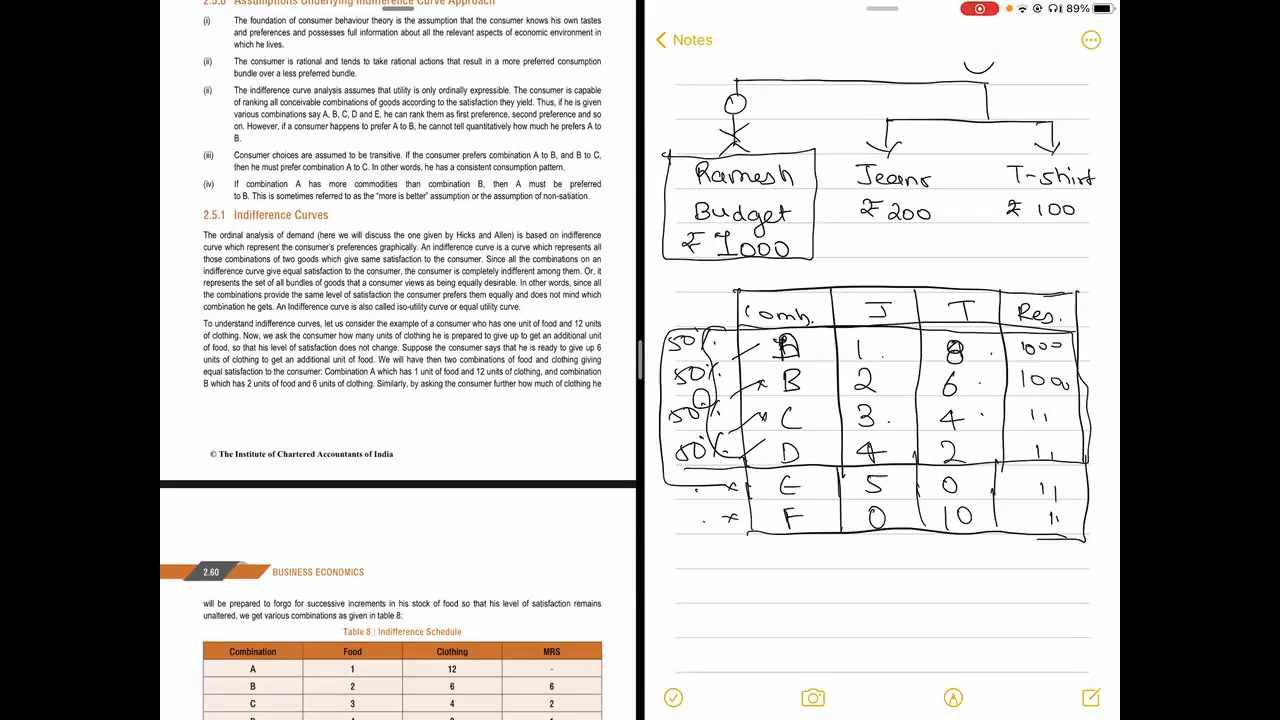 2.5.0 Assumptions Underlying Indifference Curve Approach
(i) The foundation of consumer behaviour theory is the assumption that the consumer knows his own tastes
and preferences and possesses full information about all the relevant aspects of economic environment in
which he lives.
(ii) The consumer is rational and tends to take rational actions that result in a more preferred consumption
bundle over a less preferred bundle.
(ii) The indifference curve analysis assumes that utility is only ordinally expressible. The consumer is capable
of ranking all conceivable combinations of goods according to the satisfaction they yield. Thus, if he is given
various combinations say A, B, C, D and E, he can rank them as first preference, second preference and so
on. However, if a consumer happens to prefer A to B, he cannot tell quantitatively how much he prefers A to
B.
(iii) Consumer choices are assumed to be transitive. If the consumer prefers combination A to B, and B to C,
then he must prefer combination A to C. In other words, he has a consistent consumption pattern.
(iv) If combination A has more commodities than combination B, then A must be preferred
to B. This is sometimes referred to as the “more is better” assumption or the assumption of non-satiation.
2.5.1 Indifference Curves
The ordinal analysis of demand (here we will discuss the one given by Hicks and Allen) is based on indifference
curve which represent the consumer’s preferences graphically. An indifference curve is a curve which represents all
those combinations of two goods which give same satisfaction to the consumer. Since all the combinations on an
indifference curve give equal satisfaction to the consumer, the consumer is completely indifferent among them. Or, it
represents the set of all bundles of goods that a consumer views as being equally desirable. In other words, since all
the combinations provide the same level of satisfaction the consumer prefers them equally and does not mind which
combination he gets. An Indifference curve is also called iso-utility curve or equal utility curve.
To understand indifference curves, let us consider the example of a consumer who has one unit of food and 12 units
of clothing. Now, we ask the consumer how many units of clothing he is prepared to give up to get an additional unit
of food, so that his level of satisfaction does not change. Suppose the consumer says that he is ready to give up 6
units of clothing to get an additional unit of food. We will have then two combinations of food and clothing giving
equal satisfaction to the consumer: Combination A which has 1 unit of food and 12 units of clothing, and combination
B which has 2 units of food and 6 units of clothing. Similarly, by asking the consumer further how much of clothing he
© The Institute of Chartered Accountants of India
2.60 BUSINESS ECONOMICS
will be prepared to forgo for successive increments in his stock of food so that his level of satisfaction remains
unaltered, we get various combinations as given in table 8:
Table 8 : Indifference Schedule
Combination Food Clothing MRS
A 1 12 -
B 2 6 6
C 3 4 2
89%
Notes
Ramesh Jeans T-shirt
Budget ₹ 200 ₹ 100
₹ 1000
Comb. J T Res.
50% A 1 8 1000
50% B 2 6 1000
50% C 3 4 "
50% D 4 2 "
× E 5 0 "
× F 0 10 "